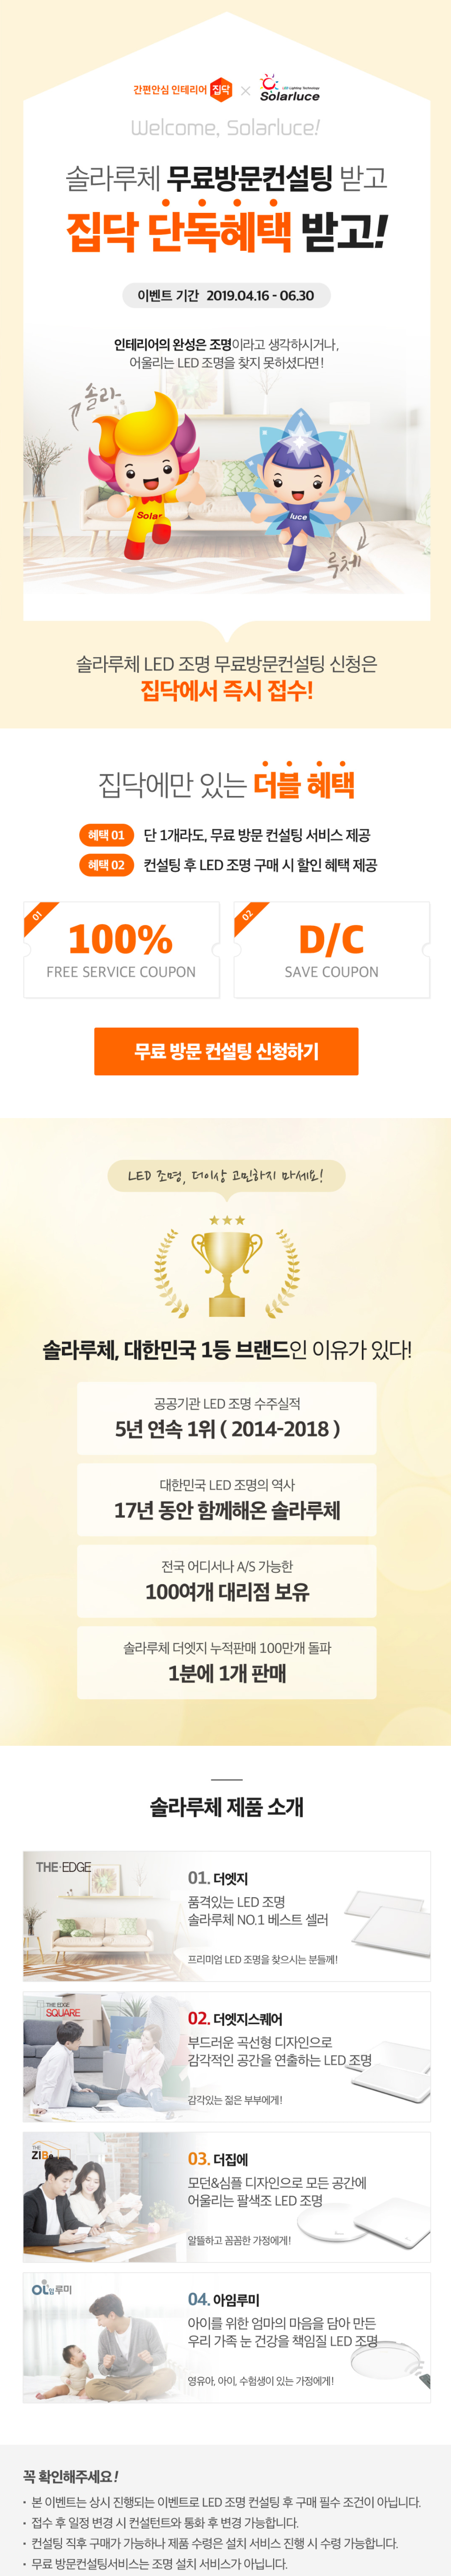 간편안심 인테리어 집닥 × LED Lighting Technology Solarluce
Welcome, Solarluce!
솔라루체 무료방문컨설팅 받고
집닥 단독혜택 받고!
이벤트 기간 2019.04.16 - 06.30
인테리어의 완성은 조명이라고 생각하시거나,
어울리는 LED 조명을 찾지 못하셨다면!
솔라
Solar
luce
루체
솔라루체 LED 조명 무료방문컨설팅 신청은
집닥에서 즉시 접수!
집닥에만 있는 더블 혜택
혜택 01 단 1개라도, 무료 방문 컨설팅 서비스 제공
혜택 02 컨설팅 후 LED 조명 구매 시 할인 혜택 제공
01
100%
FREE SERVICE COUPON
02
D/C
SAVE COUPON
무료 방문 컨설팅 신청하기
LED 조명, 더이상 고민하지 마세요!
솔라루체, 대한민국 1등 브랜드인 이유가 있다!
공공기관 LED 조명 수주실적
5년 연속 1위 ( 2014-2018 )
대한민국 LED 조명의 역사
17년 동안 함께해온 솔라루체
전국 어디서나 A/S 가능한
100여개 대리점 보유
솔라루체 더엣지 누적판매 100만개 돌파
1분에 1개 판매
솔라루체 제품 소개
THE·EDGE
01. 더엣지
품격있는 LED 조명
솔라루체 NO.1 베스트 셀러
프리미엄 LED 조명을 찾으시는 분들께!
THE EDGE
SQUARE
02. 더엣지스퀘어
부드러운 곡선형 디자인으로
감각적인 공간을 연출하는 LED 조명
감각있는 젊은 부부에게!
THE
ZIBe
03. 더집에
모던&심플 디자인으로 모든 공간에
어울리는 팔색조 LED 조명
알뜰하고 꼼꼼한 가정에게!
아임루미
04. 아임루미
아이를 위한 엄마의 마음을 담아 만든
우리 가족 눈 건강을 책임질 LED 조명
영유아, 아이, 수험생이 있는 가정에게!
꼭 확인해주세요!
· 본 이벤트는 상시 진행되는 이벤트로 LED 조명 컨설팅 후 구매 필수 조건이 아닙니다.
· 접수 후 일정 변경 시 컨설턴트와 통화 후 변경 가능합니다.
· 컨설팅 직후 구매가 가능하나 제품 수령은 설치 서비스 진행 시 수령 가능합니다.
· 무료 방문컨설팅서비스는 조명 설치 서비스가 아닙니다.